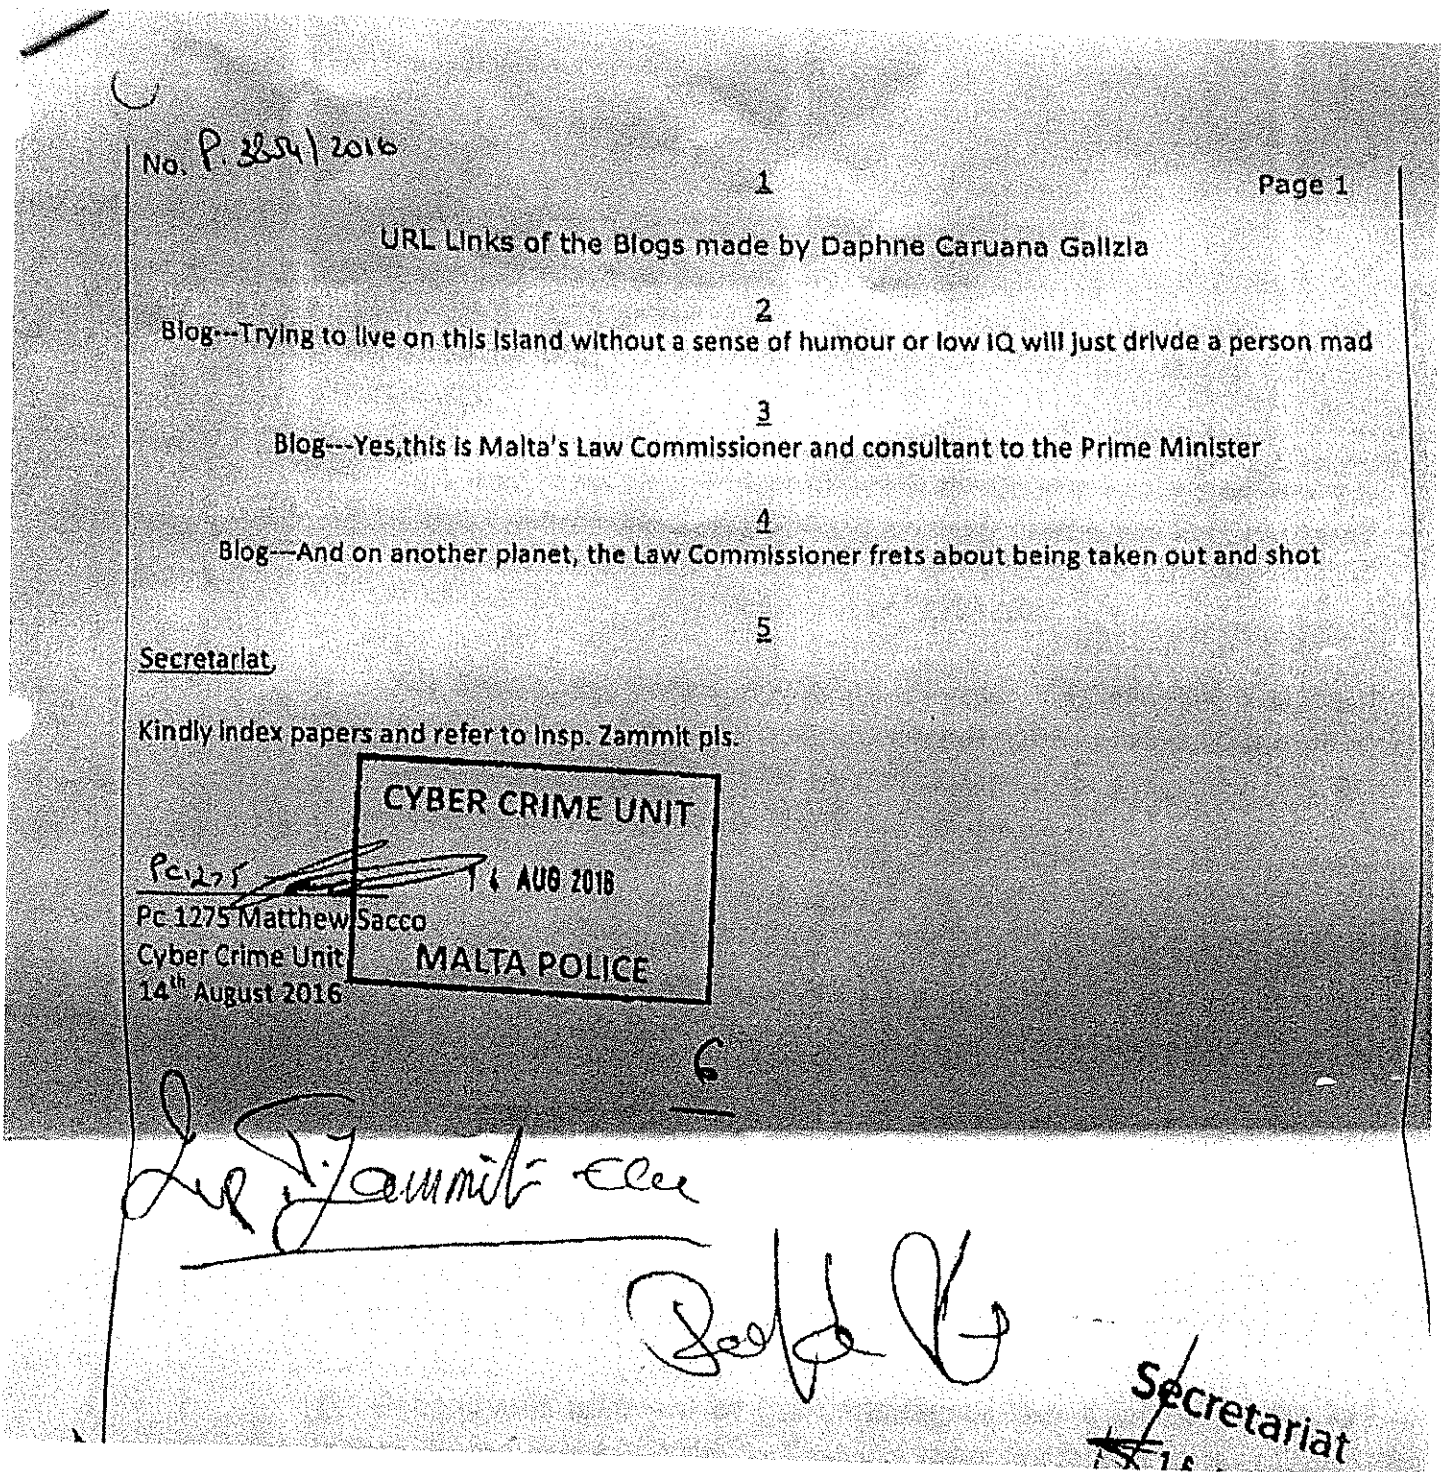 No. P. 3854/2016
1
Page 1
URL Links of the Blogs made by Daphne Caruana Galizia
2
Blog---Trying to live on this island without a sense of humour or low IQ will just drivde a person mad
3
Blog---Yes,this is Malta's Law Commissioner and consultant to the Prime Minister
4
Blog---And on another planet, the Law Commissioner frets about being taken out and shot
5
Secretariat,
Kindly index papers and refer to Insp. Zammit pls.
CYBER CRIME UNIT
PC1275
14 AUG 2016
Pc 1275 Matthew Sacco
Cyber Crime Unit
MALTA POLICE
14th August 2016
6
Zammit
Secretariat